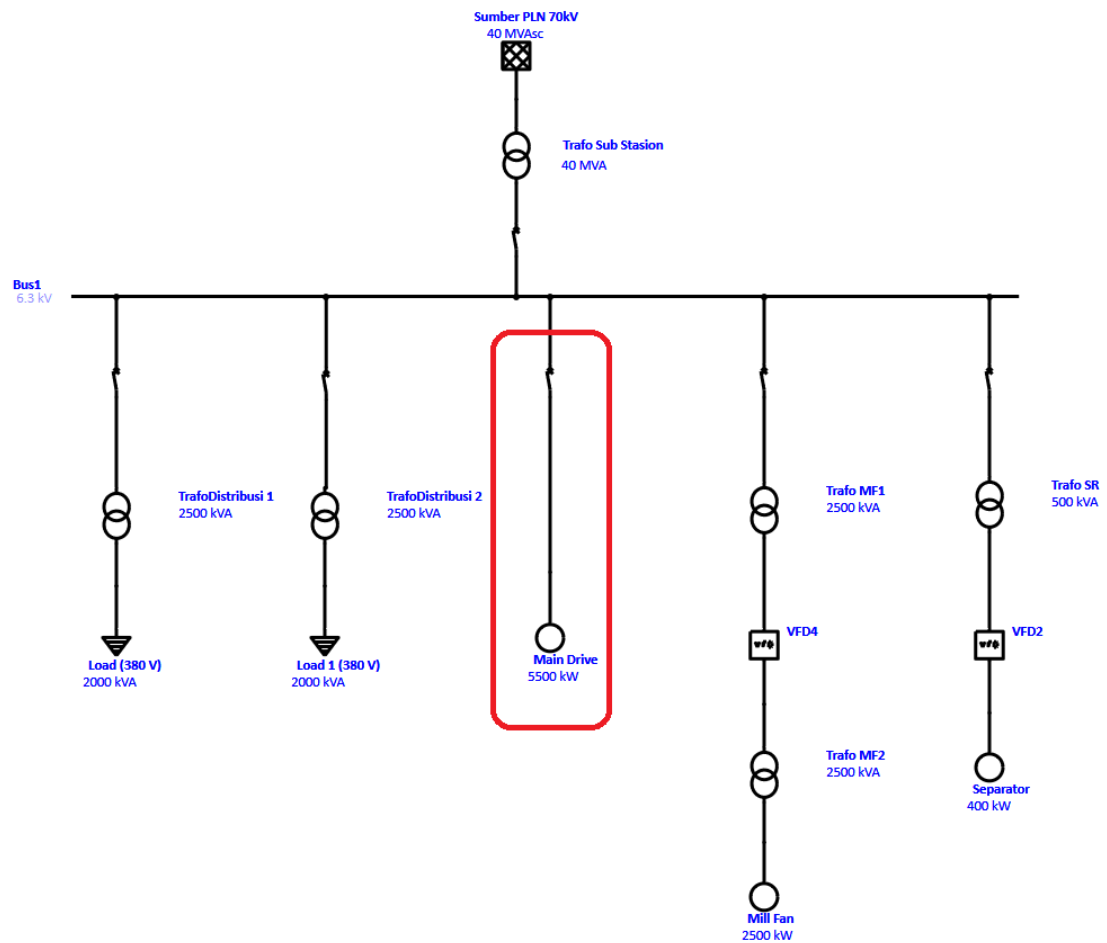 Sumber PLN 70kV
40 MVAsc
Trafo Sub Stasion
40 MVA
Bus1
6.3 kV
TrafoDistribusi 1
2500 kVA
TrafoDistribusi 2
2500 kVA
Trafo MF1
2500 kVA
Trafo SR
500 kVA
VFD4
VFD2
Load (380 V)
2000 kVA
Load 1 (380 V)
2000 kVA
Main Drive
5500 kW
Trafo MF2
2500 kVA
Separator
400 kW
Mill Fan
2500 kW